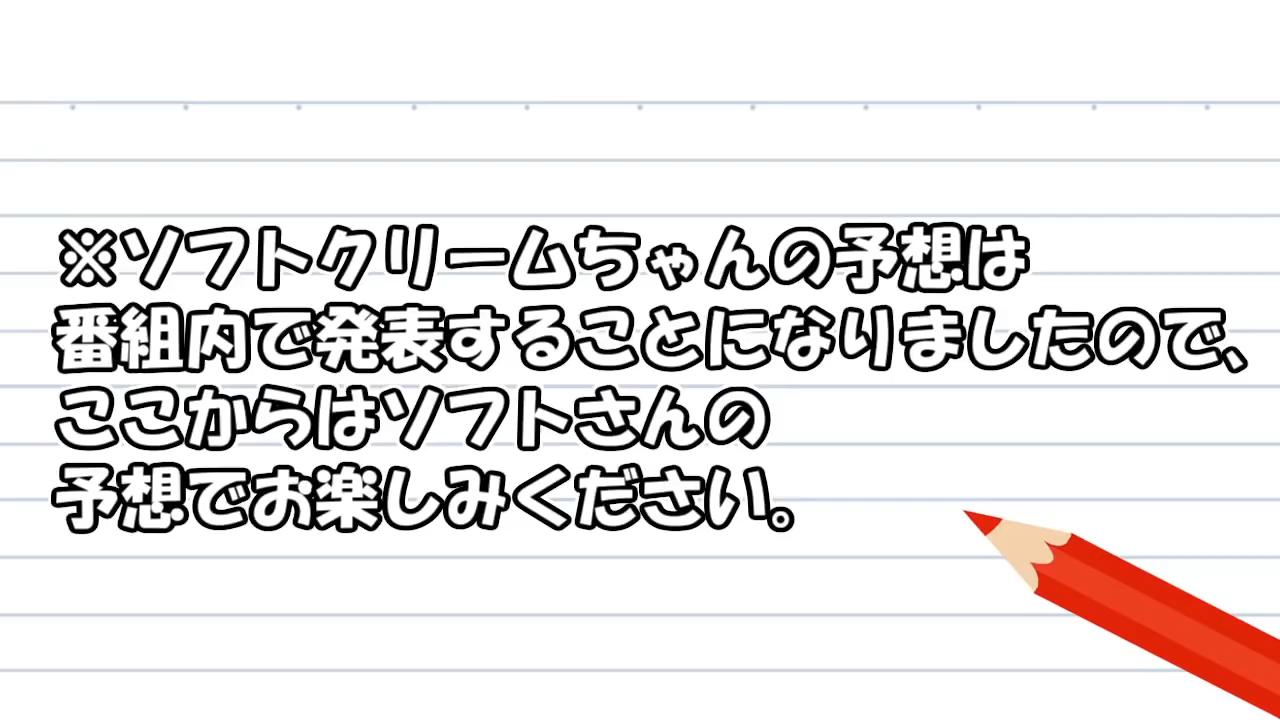 ※ソフトクリームちゃんの予想は
番組内で発表することになりましたので、
ここからはソフトさんの
予想でお楽しみください。